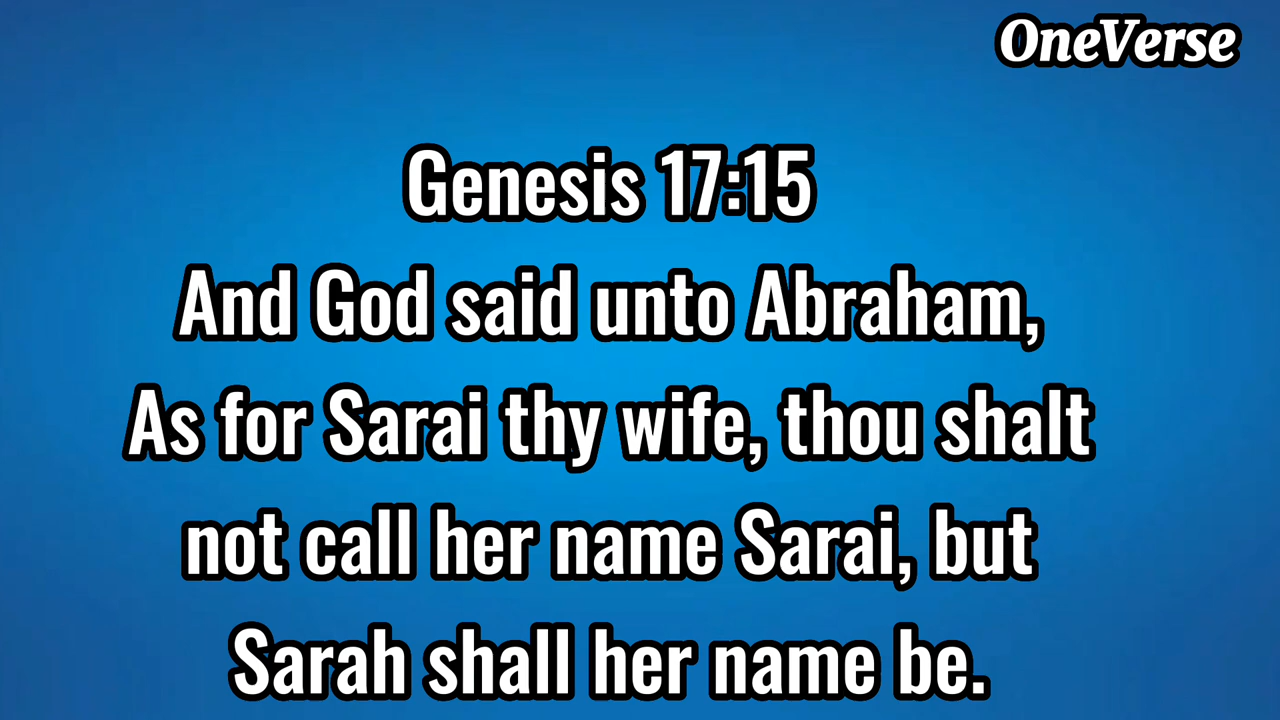 OneVerse
Genesis 17:15
And God said unto Abraham,
As for Sarai thy wife, thou shalt
not call her name Sarai, but
Sarah shall her name be.